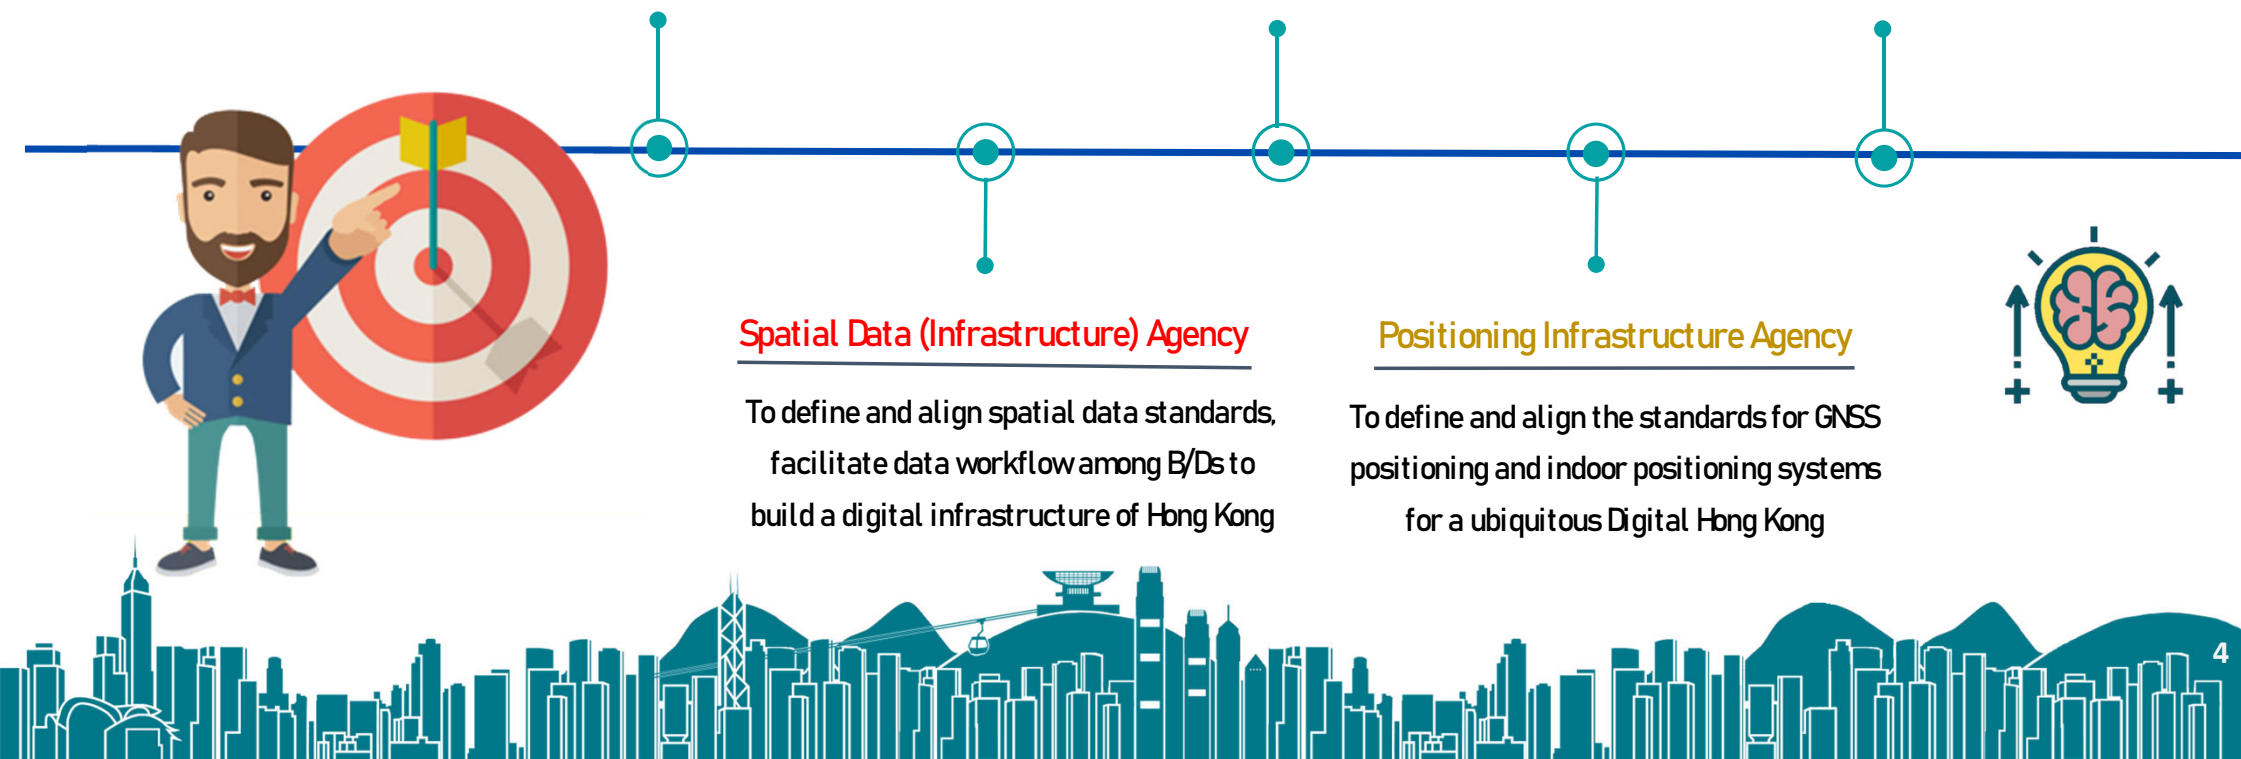 Spatial Data (Infrastructure) Agency
To define and align spatial data standards,
facilitate data workflow among B/Ds to
build a digital infrastructure of Hong Kong
Positioning Infrastructure Agency
To define and align the standards for GNSS
positioning and indoor positioning systems
for a ubiquitous Digital Hong Kong
4